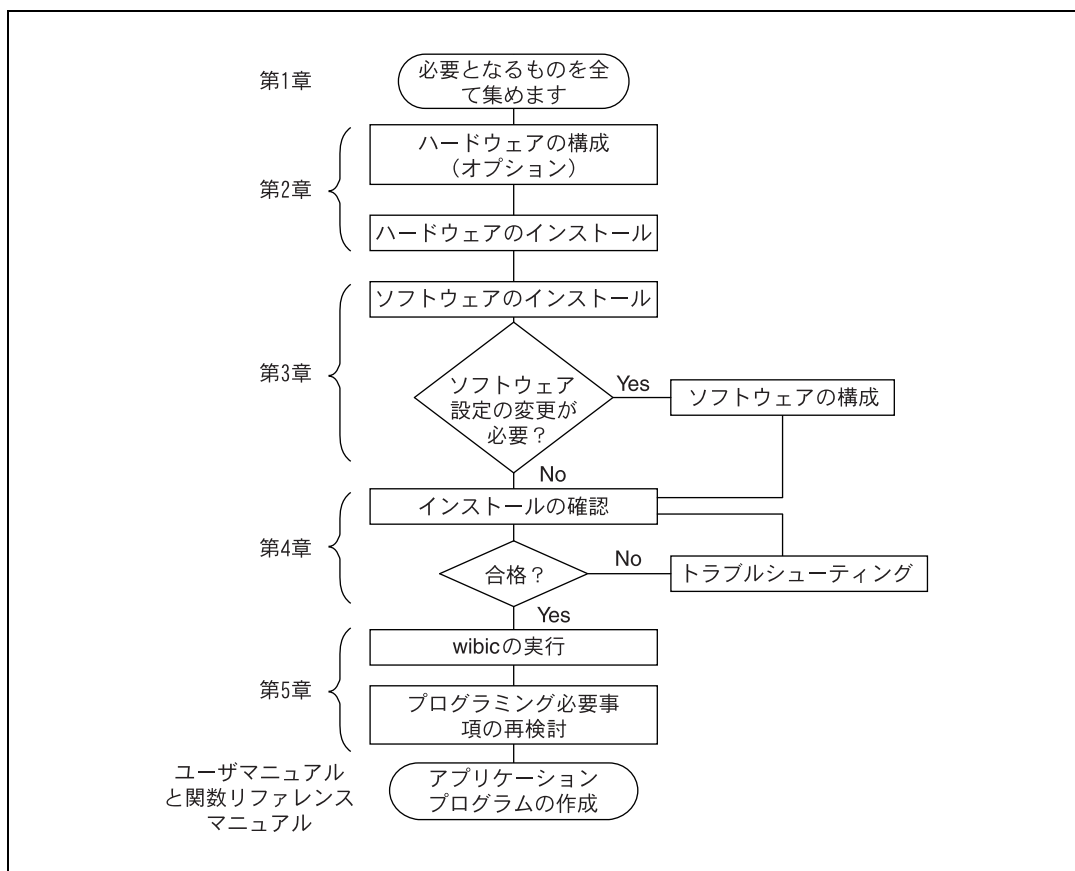 第1章
必要となるものを全
て集めます
第2章
ハードウェアの構成
（オプション）
ハードウェアのインストール
第3章
ソフトウェアのインストール
ソフトウェア
設定の変更が
必要？
Yes
ソフトウェアの構成
No
第4章
インストールの確認
合格？
No
トラブルシューティング
Yes
第5章
wibicの実行
プログラミング必要事
項の再検討
ユーザマニュアル
と関数リファレンス
マニュアル
アプリケーション
プログラムの作成